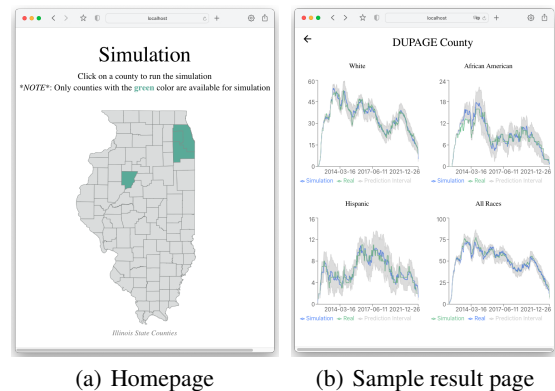 localhost
Simulation
Click on a county to run the simulation
*NOTE*: Only counties with the green color are available for simulation
Illinois State Counties
(a) Homepage
localhost
DUPAGE County
White
60
45
30
15
0
2014-03-16 2017-06-11 2021-12-26
Simulation Real Prediction Interval
African American
24
18
12
6
0
2014-03-16 2017-06-11 2021-12-26
Simulation Real Prediction Interval
Hispanic
16
12
8
4
0
2014-03-16 2017-06-11 2021-12-26
Simulation Real Prediction Interval
All Races
100
75
50
25
0
2014-03-16 2017-06-11 2021-12-26
Simulation Real Prediction Interval
(b) Sample result page